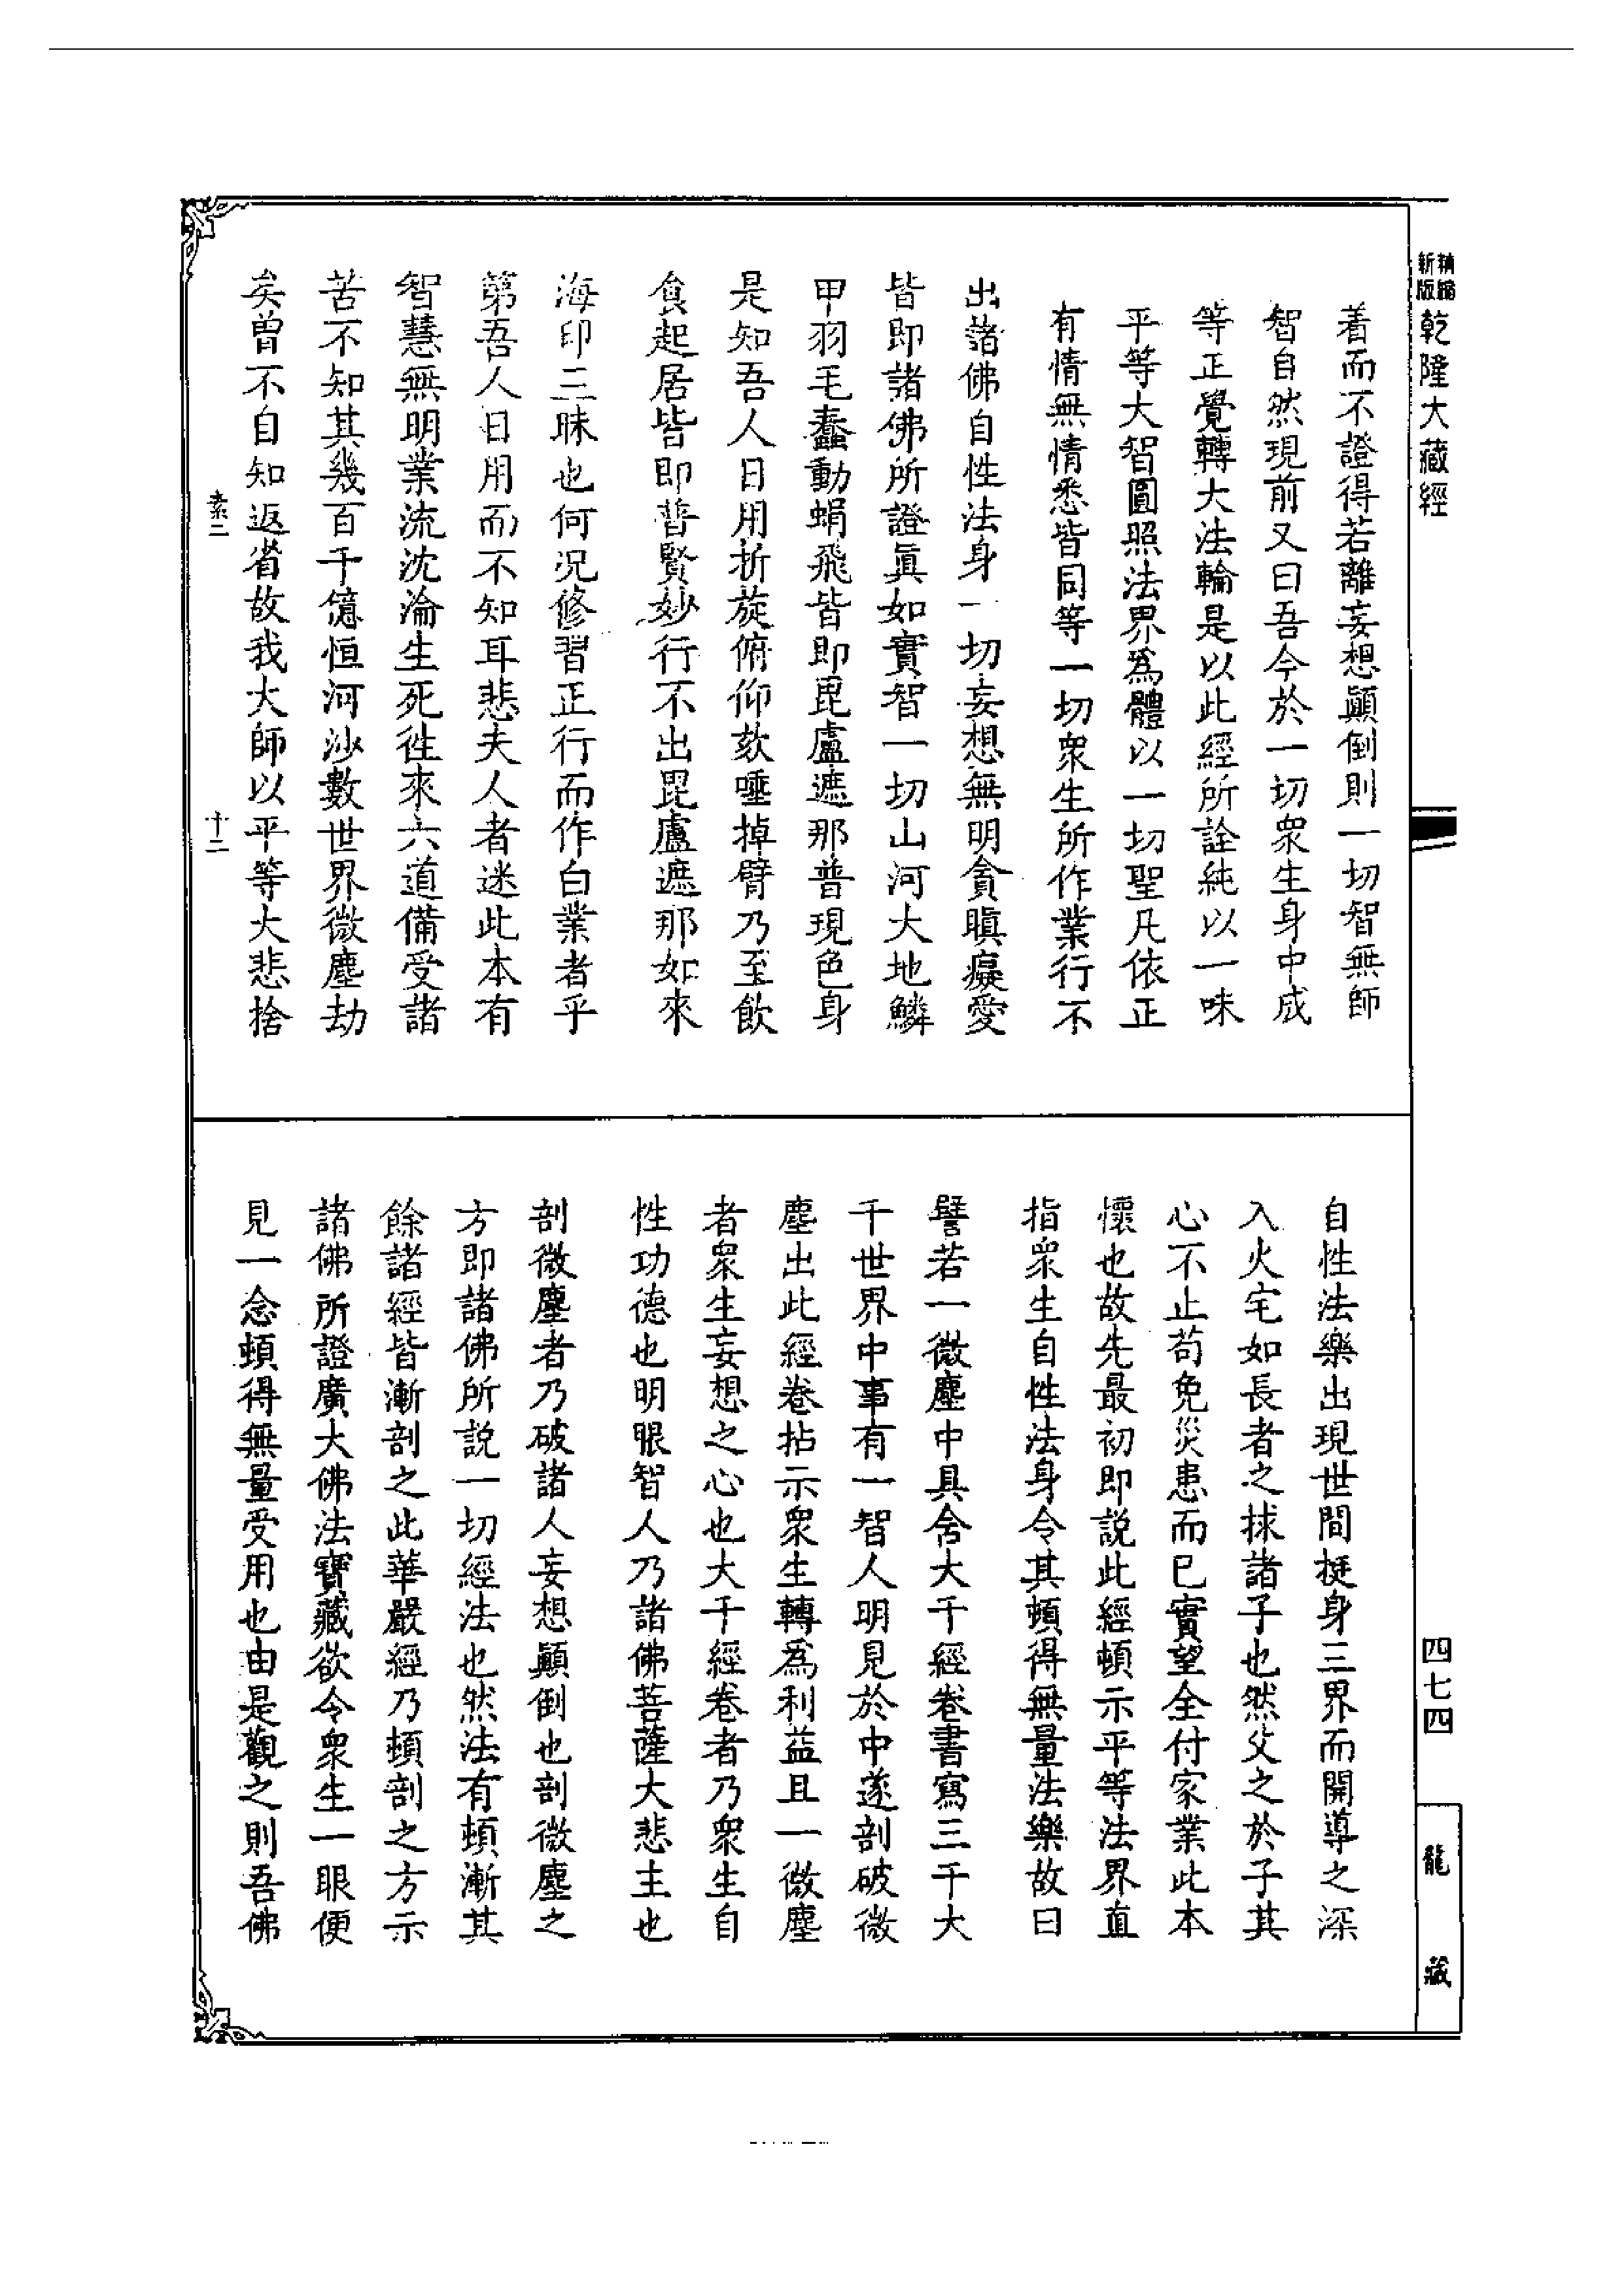 精縮新版乾隆大藏經
着而不證得若離妄想顚倒則一切智無師
智自然現前又曰吾今於一切衆生身中成
等正覺轉大法輪是以此經所詮純以一味
平等大智圓照法界爲體以一切聖凡依正
有情無情悉皆同等一切衆生所作業行不
出諸佛自性法身一切妄想無明貪瞋癡愛
皆即諸佛所證眞如實智一切山河大地鱗
甲羽毛蠢動蜎飛皆即毘盧遮那普現色身
是知吾人日用折旋俯仰欬唾掉臂乃至飲
食起居皆即普賢妙行不出毘盧遮那如來
海印三昧也何況修習正行而作白業者乎
第吾人日用而不知耳悲夫人者迷此本有
智慧無明業流沈淪生死徃來六道備受諸
苦不知其幾百千億恒河沙數世界微塵劫
矣曾不自知返省故我大師以平等大悲捨
素二 十二
自性法樂出現世間挺身三界而開導之深
入火宅如長者之捄諸子也然父之於子其
心不止苟免災患而已實望全付家業此本
懷也故先最初即説此經頓示平等法界直
指衆生自性法身令其頓得無量法樂故曰
譬若一微塵中具含大千經卷書寫三千大
千世界中事有一智人明見於中遂剖破微
塵出此經卷拈示衆生轉爲利益且一微塵
者衆生妄想之心也大千經卷者乃衆生自
性功德也明眼智人乃諸佛菩薩大悲主也
剖微塵者乃破諸人妄想顚倒也剖微塵之
方即諸佛所説一切經法也然法有頓漸其
餘諸經皆漸剖之此華嚴經乃頓剖之方示
諸佛所證廣大佛法寶藏欲令衆生一眼便
見一念頓得無量受用也由是觀之則吾佛
四七四
龍藏